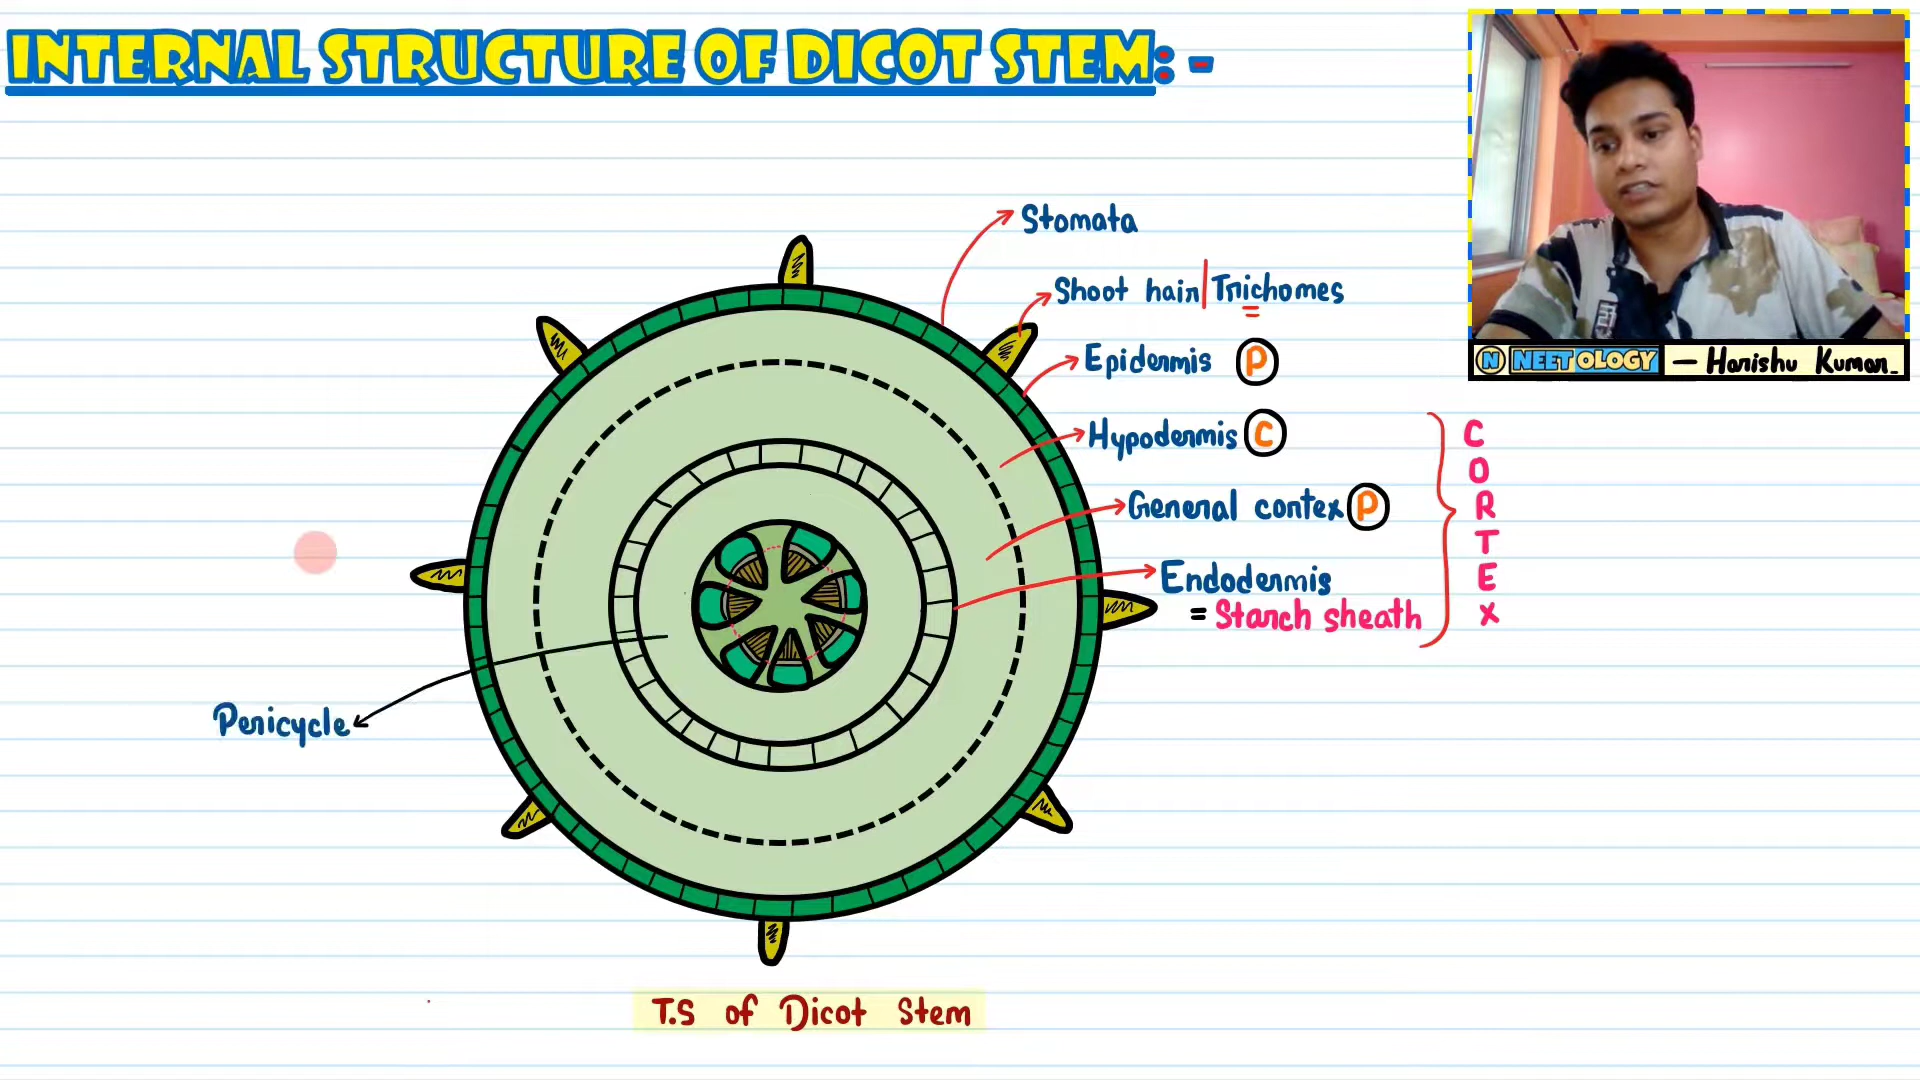 INTERNAL STRUCTURE OF DICOT STEM: -
Stomata
Shoot hair|Trichomes
Epidermis P
Hypodermis C
General cortex P
Endodermis
= Starch sheath
CORTEX
Pericycle
T.S of Dicot Stem
N NEETOLOGY - Harishu Kumar